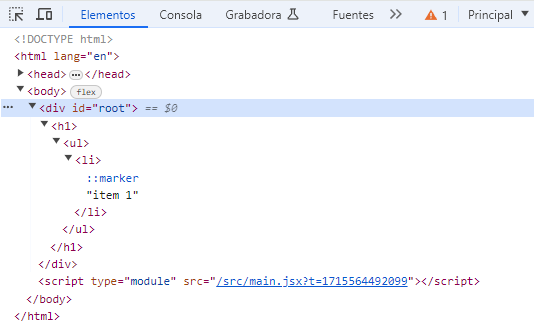 Elementos Consola Grabadora Fuentes >> 1 Principal
<!DOCTYPE html>
<html lang="en">
<head> ... </head>
<body> flex
... <div id="root"> == $0
<h1>
<ul>
<li>
::marker
"item 1"
</li>
</ul>
</h1>
</div>
<script type="module" src="/src/main.jsx?t=1715564492099"></script>
</body>
</html>